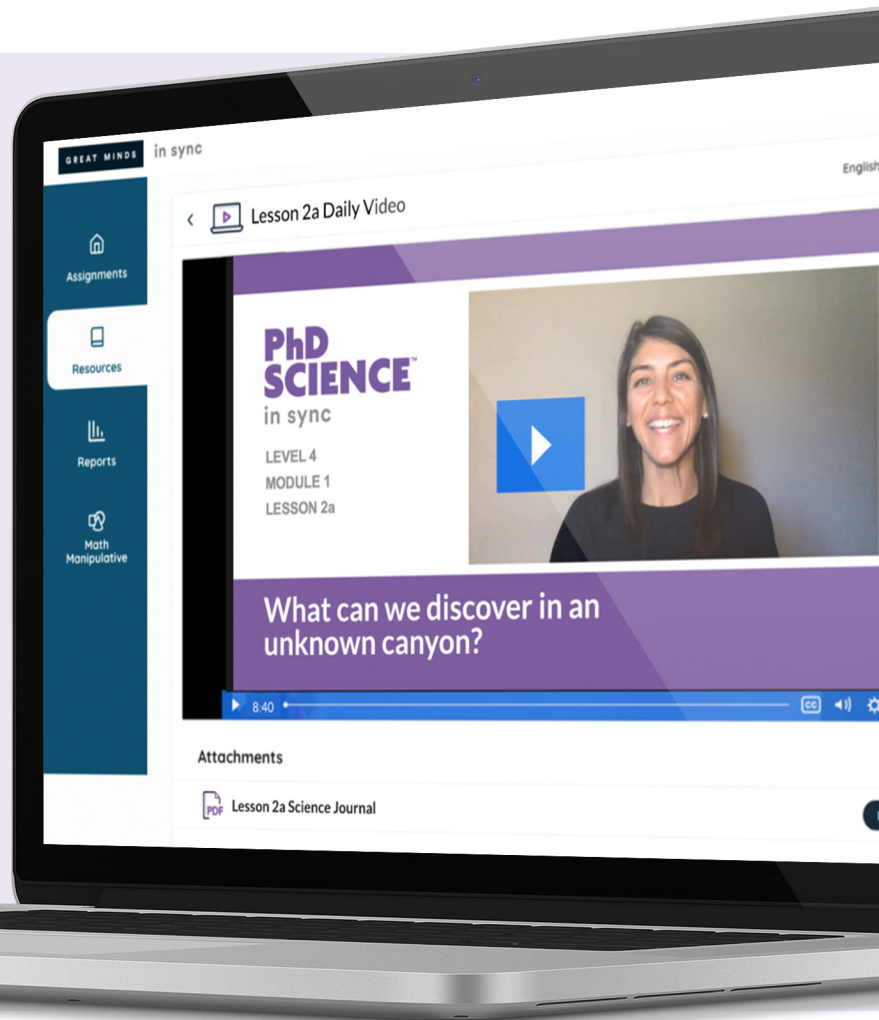 GREAT MINDS
in sync
English
Assignments
Resources
Reports
Math
Manipulative
Lesson 2a Daily Video
PhD
SCIENCE™
in sync
LEVEL 4
MODULE 1
LESSON 2a
What can we discover in an
unknown canyon?
8:40
CC
Attachments
PDF
Lesson 2a Science Journal